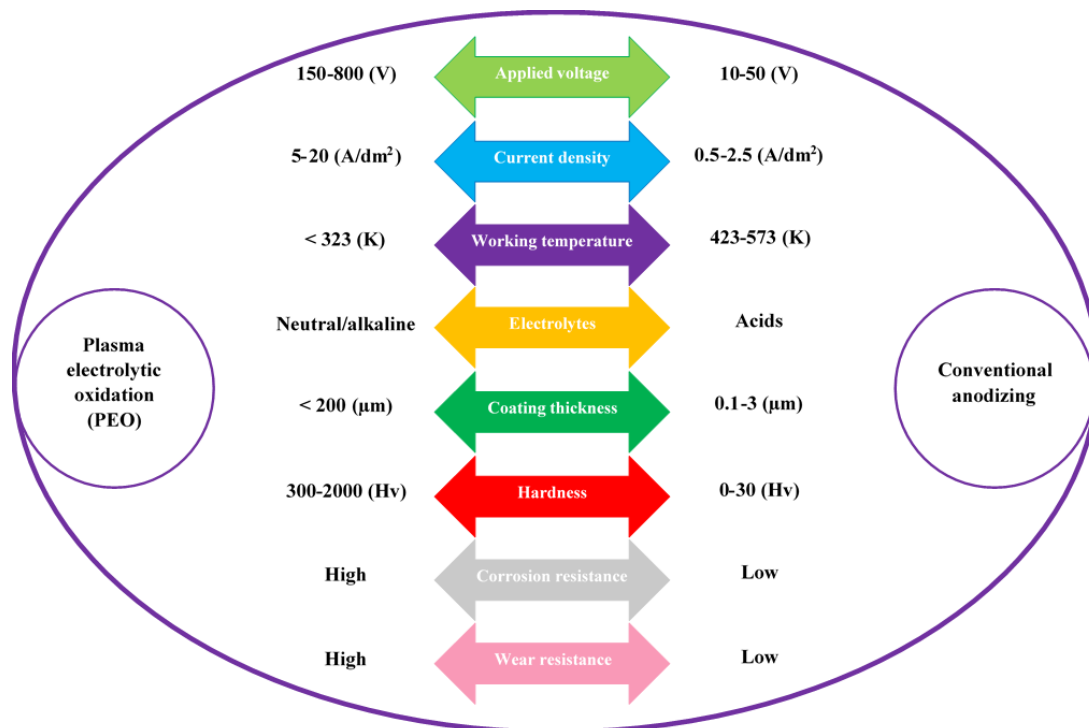 150-800 (V)
Applied voltage
10-50 (V)
5-20 (A/dm²)
Current density
0.5-2.5 (A/dm²)
< 323 (K)
Working temperature
423-573 (K)
Neutral/alkaline
Electrolytes
Acids
Plasma
electrolytic
oxidation
(PEO)
Conventional
anodizing
< 200 (μm)
Coating thickness
0.1-3 (μm)
300-2000 (Hv)
Hardness
0-30 (Hv)
High
Corrosion resistance
Low
High
Wear resistance
Low